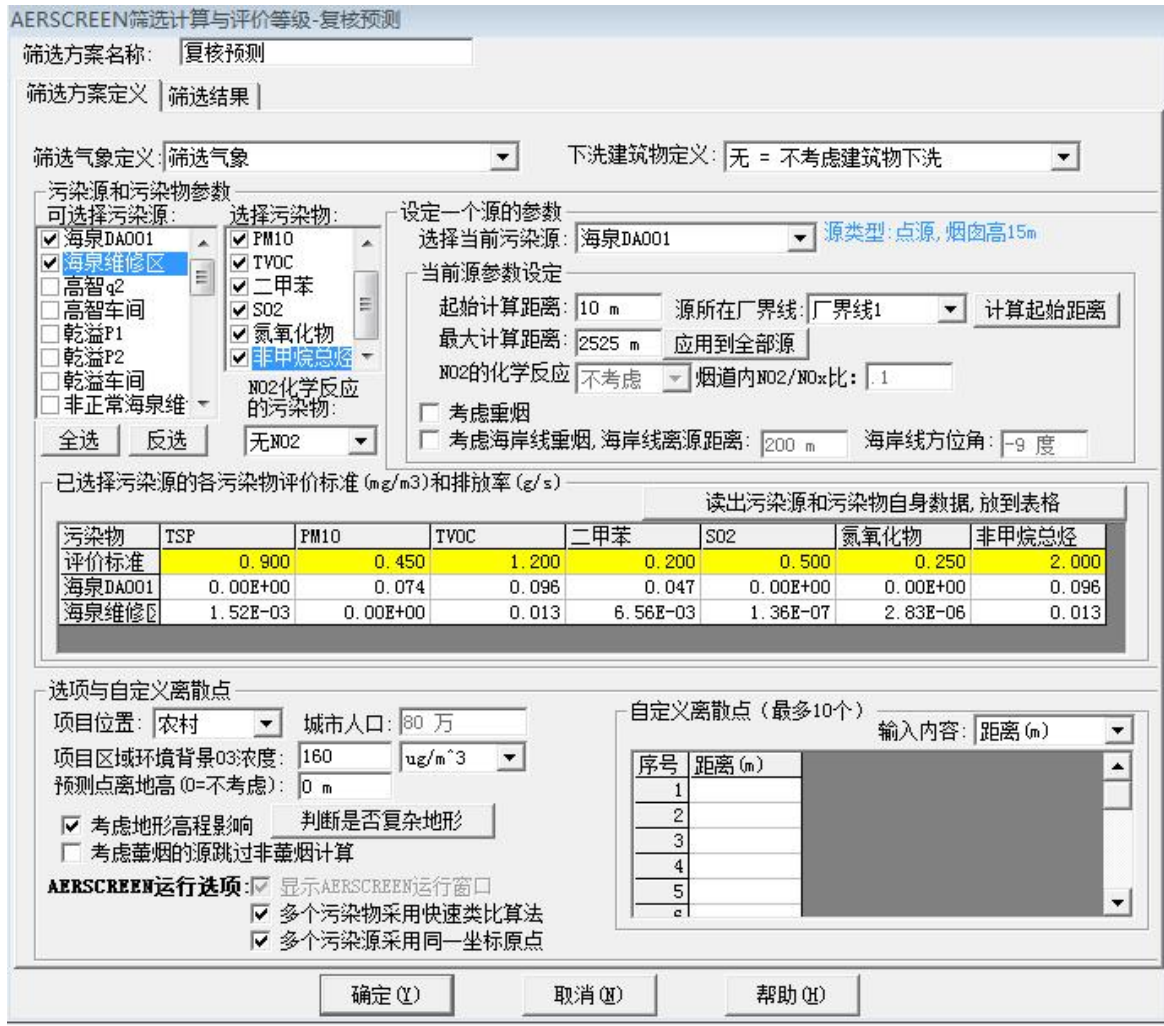 AERSCREEN筛选计算与评价等级-复核预测
筛选方案名称: 复核预测
筛选方案定义 筛选结果
筛选气象定义: 筛选气象 下洗建筑物定义: 无 = 不考虑建筑物下洗
污染源和污染物参数
可选择污染源: 选择污染物:
海泉DA001
海泉维修区
高智q2
高智车间
乾溢P1
乾溢P2
乾溢车间
非正常海泉维
全选 反选
PM10
TVOC
二甲苯
SO2
氮氧化物
非甲烷总烃
NO2化学反应
的污染物:
无NO2
设定一个源的参数
选择当前污染源: 海泉DA001 源类型:点源, 烟囱高15m
当前源参数设定
起始计算距离: 10 m 源所在厂界线: 厂界线1 计算起始距离
最大计算距离: 2525 m 应用到全部源
NO2的化学反应 不考虑 烟道内NO2/NOx比: .1
考虑重烟
考虑海岸线重烟, 海岸线离源距离: 200 m 海岸线方位角: -9 度
已选择污染源的各污染物评价标准(mg/m3)和排放率(g/s)
读出污染源和污染物自身数据, 放到表格
污染物 TSP PM10 TVOC 二甲苯 SO2 氮氧化物 非甲烷总烃
评价标准 0.900 0.450 1.200 0.200 0.500 0.250 2.000
海泉DA001 0.00E+00 0.074 0.096 0.047 0.00E+00 0.00E+00 0.096
海泉维修区 1.52E-03 0.00E+00 0.013 6.56E-03 1.36E-07 2.83E-06 0.013
选项与自定义离散点
项目位置: 农村 城市人口: 80 万
项目区域环境背景O3浓度: 160 ug/m^3
预测点离地高(0=不考虑): 0 m
考虑地形高程影响 判断是否复杂地形
考虑薰烟的源跳过非薰烟计算
AERSCREEN运行选项: 显示AERSCREEN运行窗口
多个污染物采用快速类比算法
多个污染源采用同一坐标原点
自定义离散点（最多10个）
输入内容: 距离(m)
序号 距离(m)
1
2
3
4
5
确定(Y) 取消(N) 帮助(H)